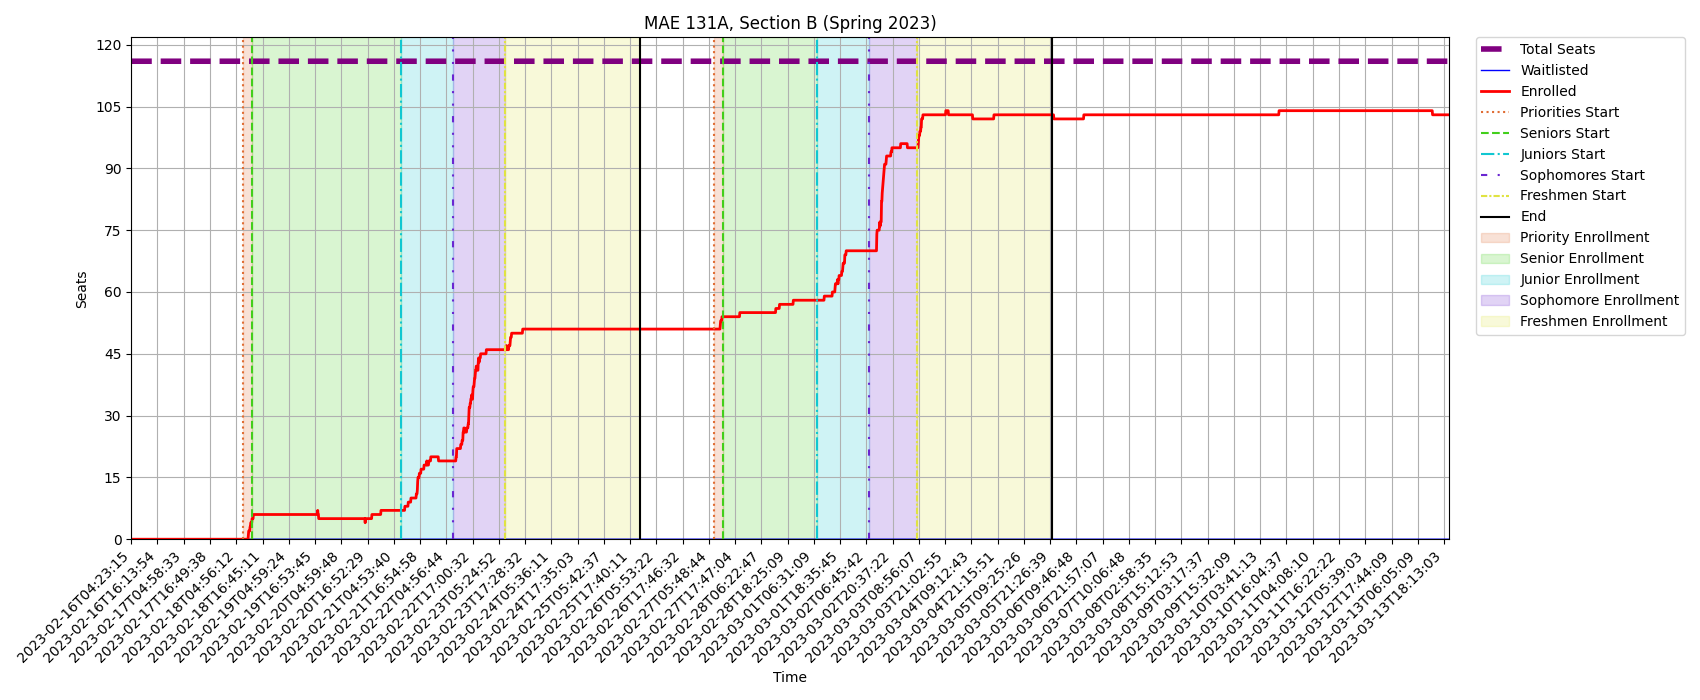 MAE 131A, Section B (Spring 2023)
Seats
120
105
90
75
60
45
30
15
0
2023-02-16T04:23:15
2023-02-16T16:13:54
2023-02-17T04:58:33
2023-02-17T16:49:38
2023-02-18T04:56:12
2023-02-18T16:45:11
2023-02-19T04:59:24
2023-02-19T16:53:45
2023-02-20T04:59:48
2023-02-20T16:52:29
2023-02-21T04:53:40
2023-02-21T16:54:58
2023-02-22T04:56:44
2023-02-22T17:00:32
2023-02-23T05:24:52
2023-02-23T17:28:32
2023-02-24T05:36:11
2023-02-24T17:35:03
2023-02-25T05:42:37
2023-02-25T17:40:11
2023-02-26T05:53:22
2023-02-26T17:46:32
2023-02-27T05:48:44
2023-02-27T17:47:04
2023-02-28T06:22:47
2023-02-28T18:25:09
2023-03-01T06:31:09
2023-03-01T18:35:45
2023-03-02T06:45:42
2023-03-02T20:37:22
2023-03-03T08:56:07
2023-03-03T21:02:55
2023-03-04T09:12:43
2023-03-04T21:15:51
2023-03-05T09:25:26
2023-03-05T21:26:39
2023-03-06T09:46:48
2023-03-06T21:57:07
2023-03-07T10:06:48
2023-03-08T02:58:35
2023-03-08T15:12:53
2023-03-09T03:17:37
2023-03-09T15:32:09
2023-03-10T03:41:13
2023-03-10T16:04:37
2023-03-11T04:08:10
2023-03-11T16:22:22
2023-03-12T05:39:03
2023-03-12T17:44:09
2023-03-13T06:05:09
2023-03-13T18:13:03
Time
Total Seats
Waitlisted
Enrolled
Priorities Start
Seniors Start
Juniors Start
Sophomores Start
Freshmen Start
End
Priority Enrollment
Senior Enrollment
Junior Enrollment
Sophomore Enrollment
Freshmen Enrollment